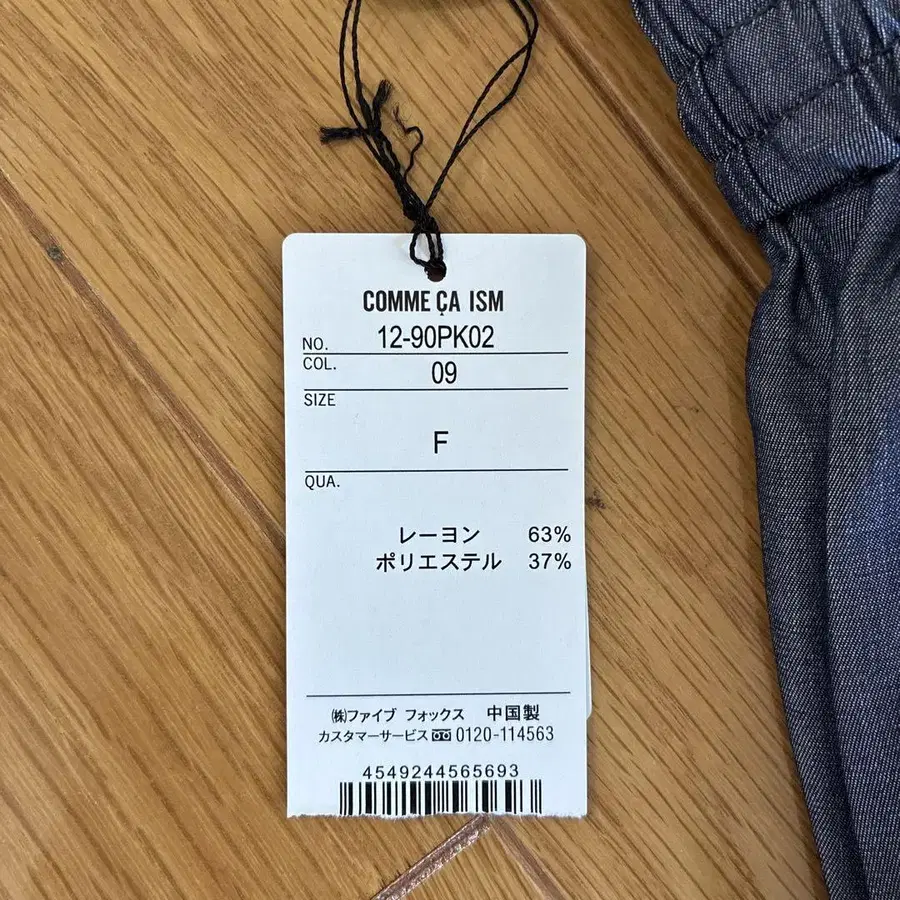 COMME ÇA ISM
NO. 12-90PK02
COL. 09
SIZE
F
QUA.
レーヨン 63%
ポリエステル 37%
㈱ファイブ フォックス 中国製
カスタマーサービス 0120-114563
4549244565693